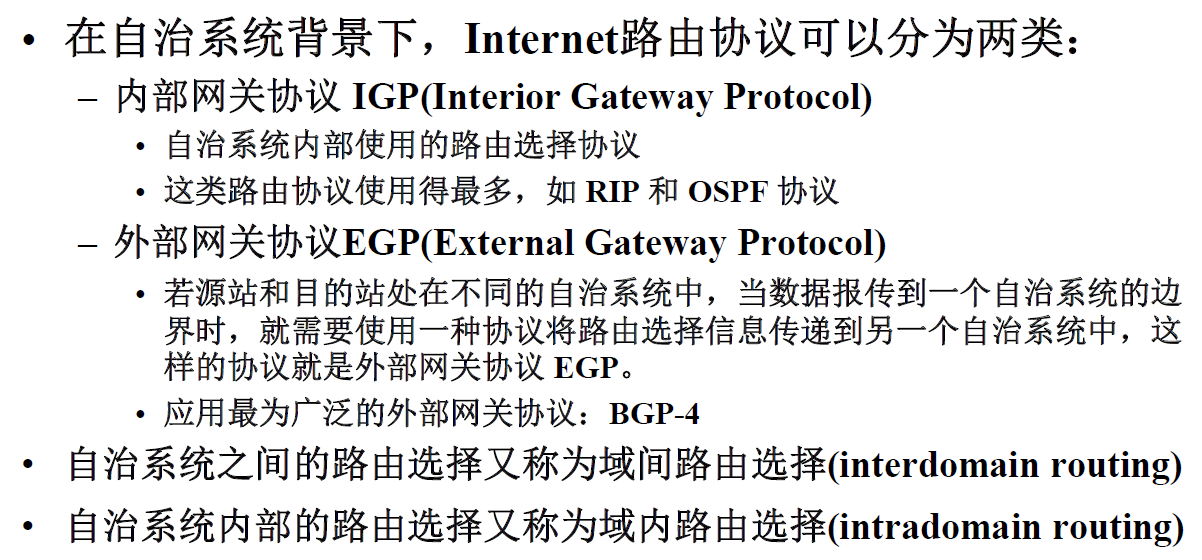 • 在自治系统背景下，Internet路由协议可以分为两类：
– 内部网关协议 IGP(Interior Gateway Protocol)
• 自治系统内部使用的路由选择协议
• 这类路由协议使用得最多，如 RIP 和 OSPF 协议
– 外部网关协议EGP(External Gateway Protocol)
• 若源站和目的站处在不同的自治系统中，当数据报传到一个自治系统的边
界时，就需要使用一种协议将路由选择信息传递到另一个自治系统中，这
样的协议就是外部网关协议 EGP。
• 应用最为广泛的外部网关协议：BGP-4
• 自治系统之间的路由选择又称为域间路由选择(interdomain routing)
• 自治系统内部的路由选择又称为域内路由选择(intradomain routing)